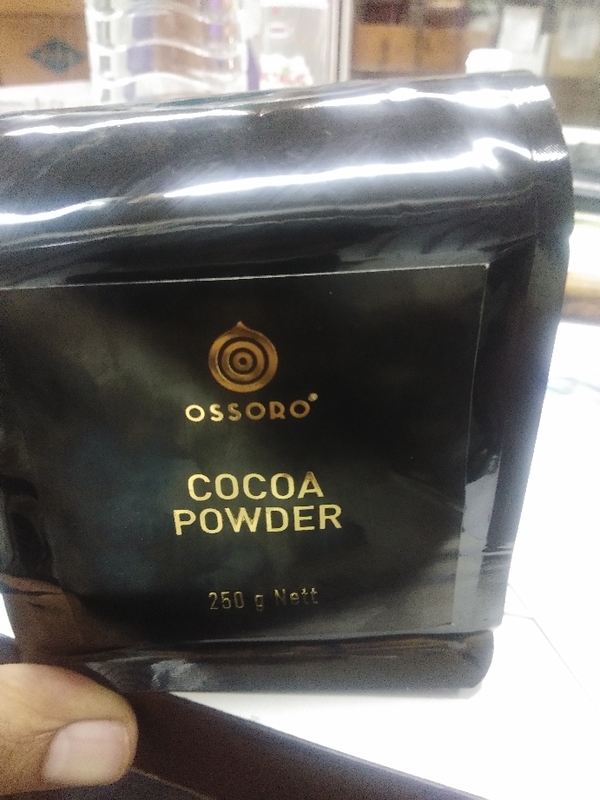 OSSORO
COCOA
POWDER
250 g Nett